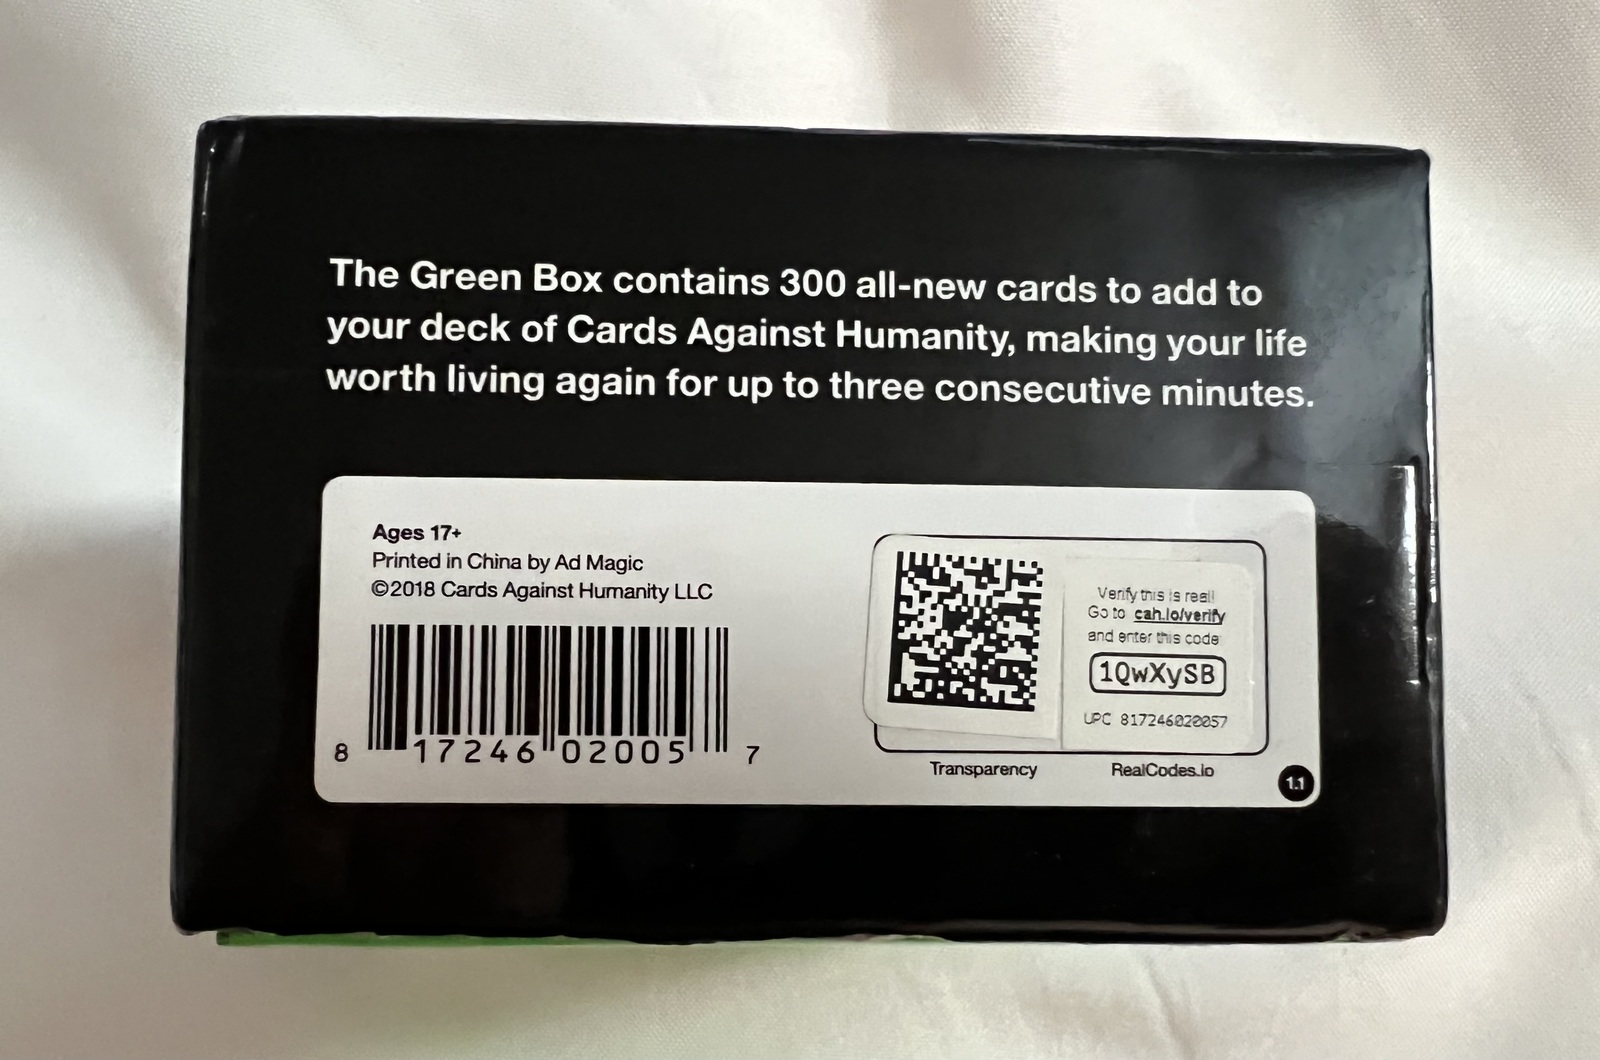 The Green Box contains 300 all-new cards to add to
your deck of Cards Against Humanity, making your life
worth living again for up to three consecutive minutes.
Ages 17+
Printed in China by Ad Magic
©2018 Cards Against Humanity LLC
8 17246 02005 7
Verify this is real!
Go to cah.io/verify
and enter this code
1QwXySB
UPC 817246020057
Transparency
RealCodes.io
1.1